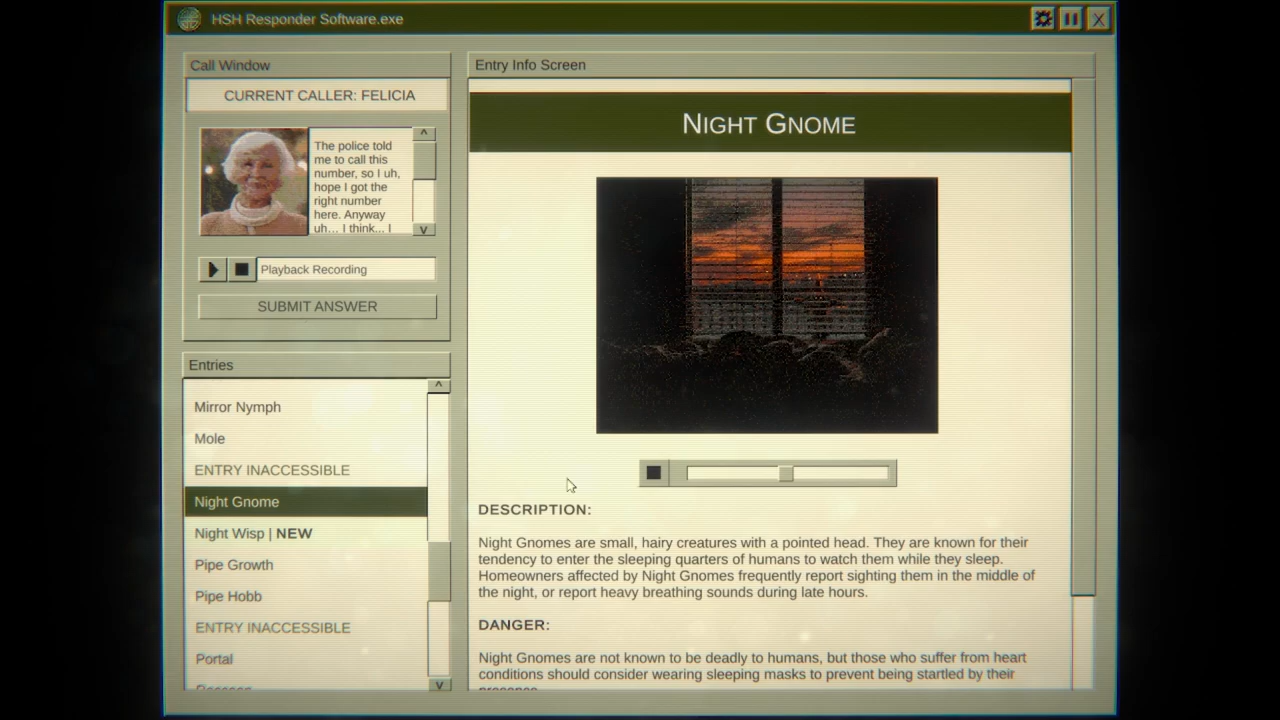 HSH Responder Software.exe
Call Window
CURRENT CALLER: FELICIA
The police told
me to call this
number, so I uh,
hope I got the
right number
here. Anyway
uh... I think... I
Playback Recording
SUBMIT ANSWER
Entries
Mirror Nymph
Mole
ENTRY INACCESSIBLE
Night Gnome
Night Wisp | NEW
Pipe Growth
Pipe Hobb
ENTRY INACCESSIBLE
Portal
Entry Info Screen
NIGHT GNOME
DESCRIPTION:
Night Gnomes are small, hairy creatures with a pointed head. They are known for their
tendency to enter the sleeping quarters of humans to watch them while they sleep.
Homeowners affected by Night Gnomes frequently report sighting them in the middle of
the night, or report heavy breathing sounds during late hours.
DANGER:
Night Gnomes are not known to be deadly to humans, but those who suffer from heart
conditions should consider wearing sleeping masks to prevent being startled by their